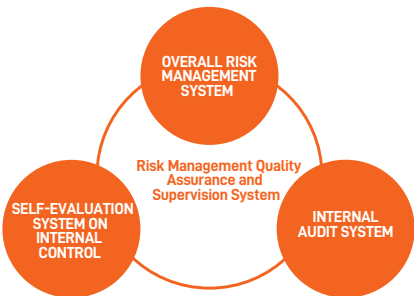 OVERALL RISK
MANAGEMENT
SYSTEM
Risk Management Quality
Assurance and
Supervision System
SELF-EVALUATION
SYSTEM ON
INTERNAL
CONTROL
INTERNAL
AUDIT SYSTEM